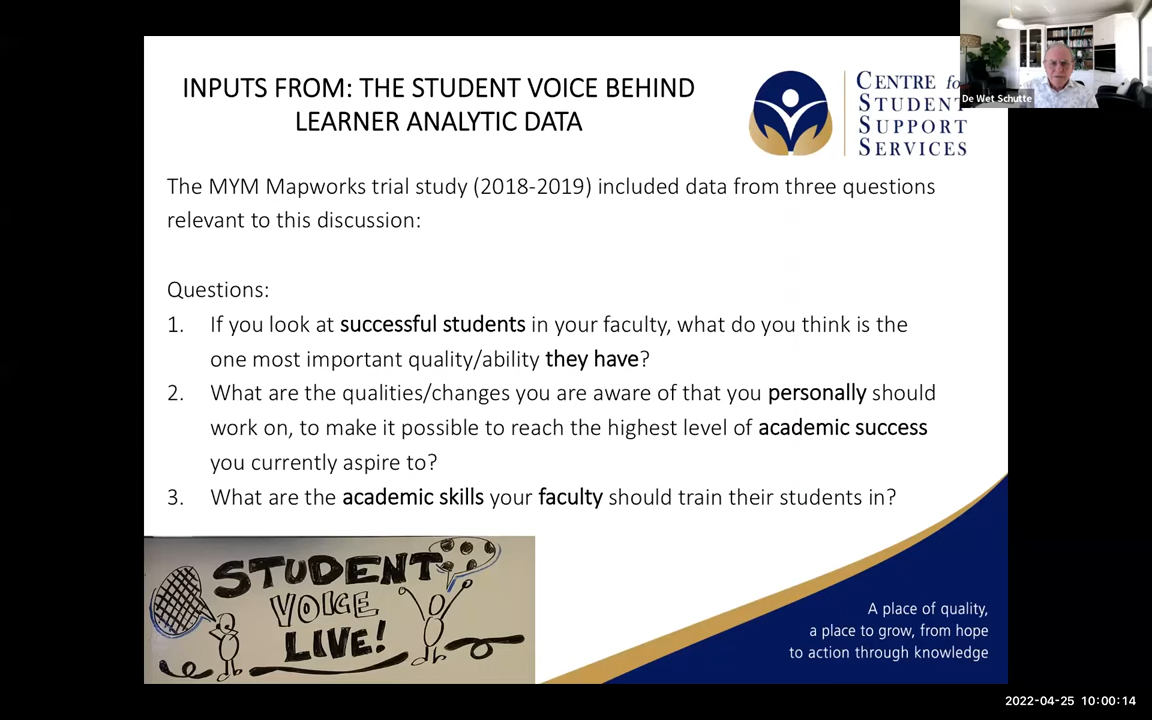 INPUTS FROM: THE STUDENT VOICE BEHIND
LEARNER ANALYTIC DATA
CENTRE for
STUDENT
SUPPORT
SERVICES
De Wet Schutte
The MYM Mapworks trial study (2018-2019) included data from three questions
relevant to this discussion:
Questions:
1. If you look at successful students in your faculty, what do you think is the
one most important quality/ability they have?
2. What are the qualities/changes you are aware of that you personally should
work on, to make it possible to reach the highest level of academic success
you currently aspire to?
3. What are the academic skills your faculty should train their students in?
STUDENT
VOICE
LIVE!
A place of quality,
a place to grow, from hope
to action through knowledge
2022-04-25 10:00:14